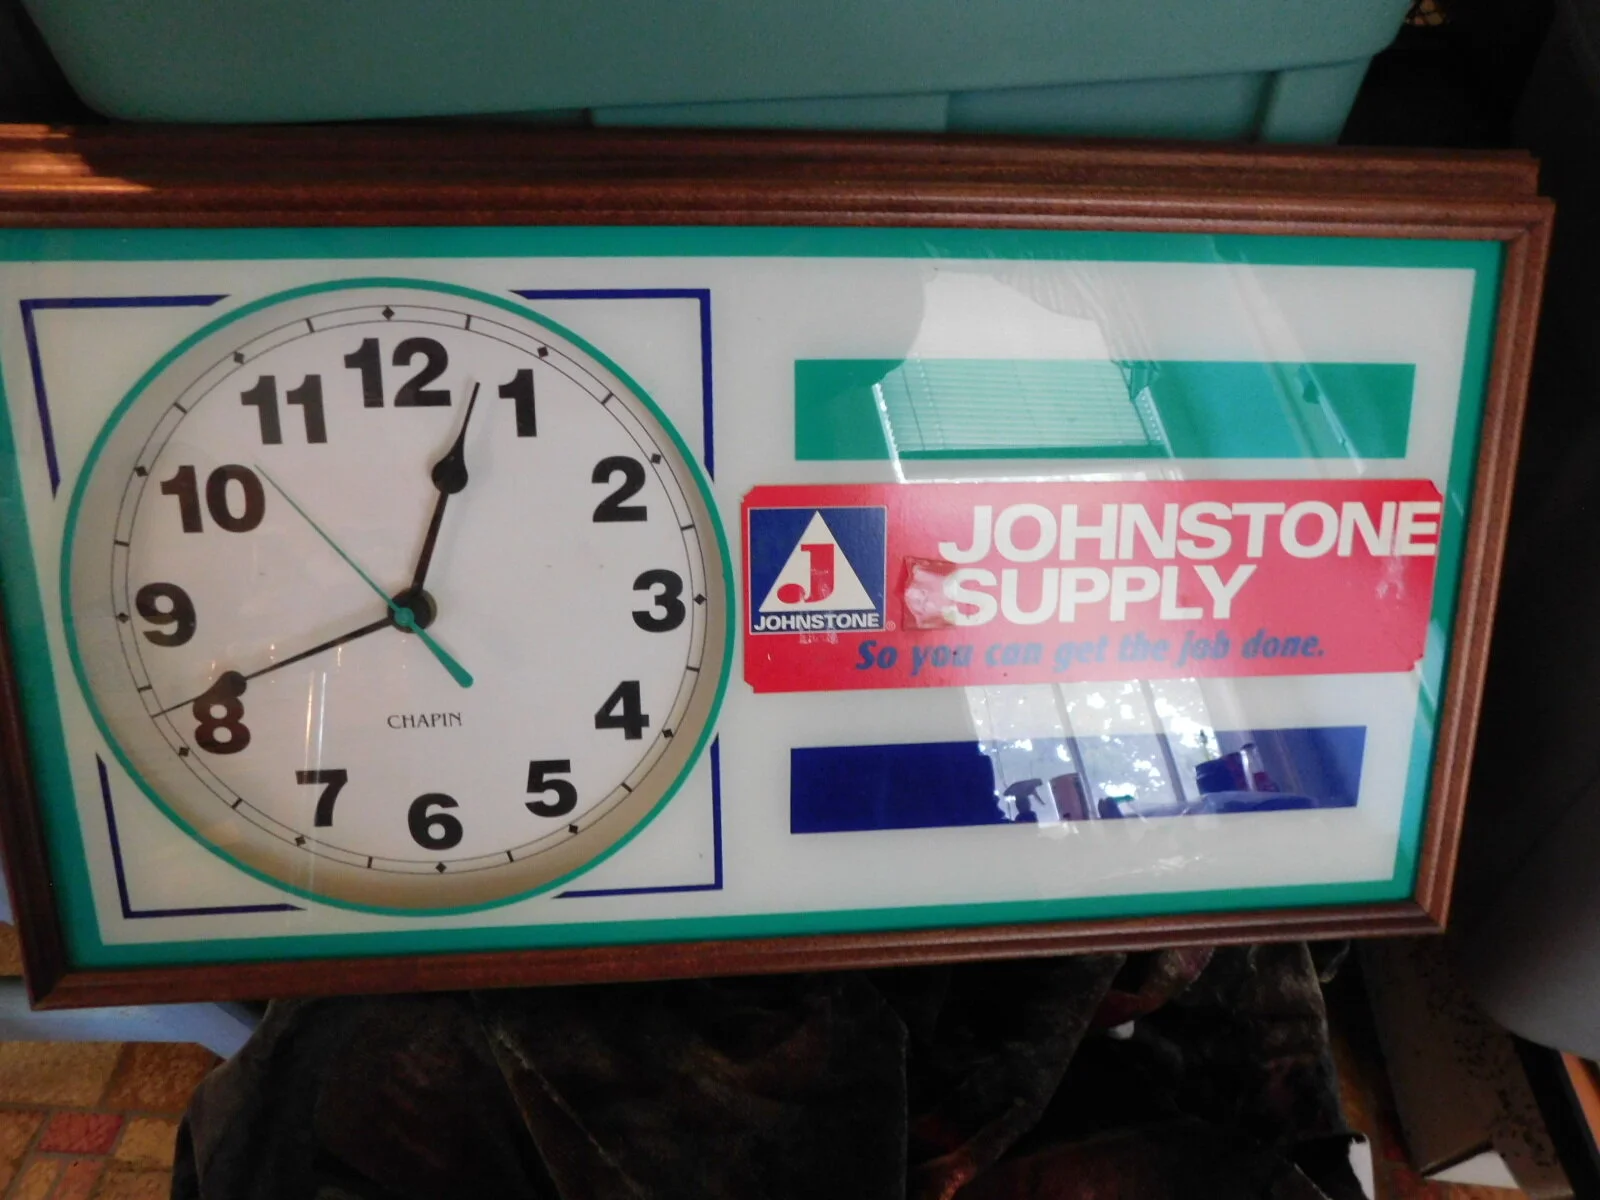 12
1
2
3
4
5
6
7
8
9
10
11
CHAPIN
J
JOHNSTONE
®
JOHNSTONE
SUPPLY
So you can get the job done.